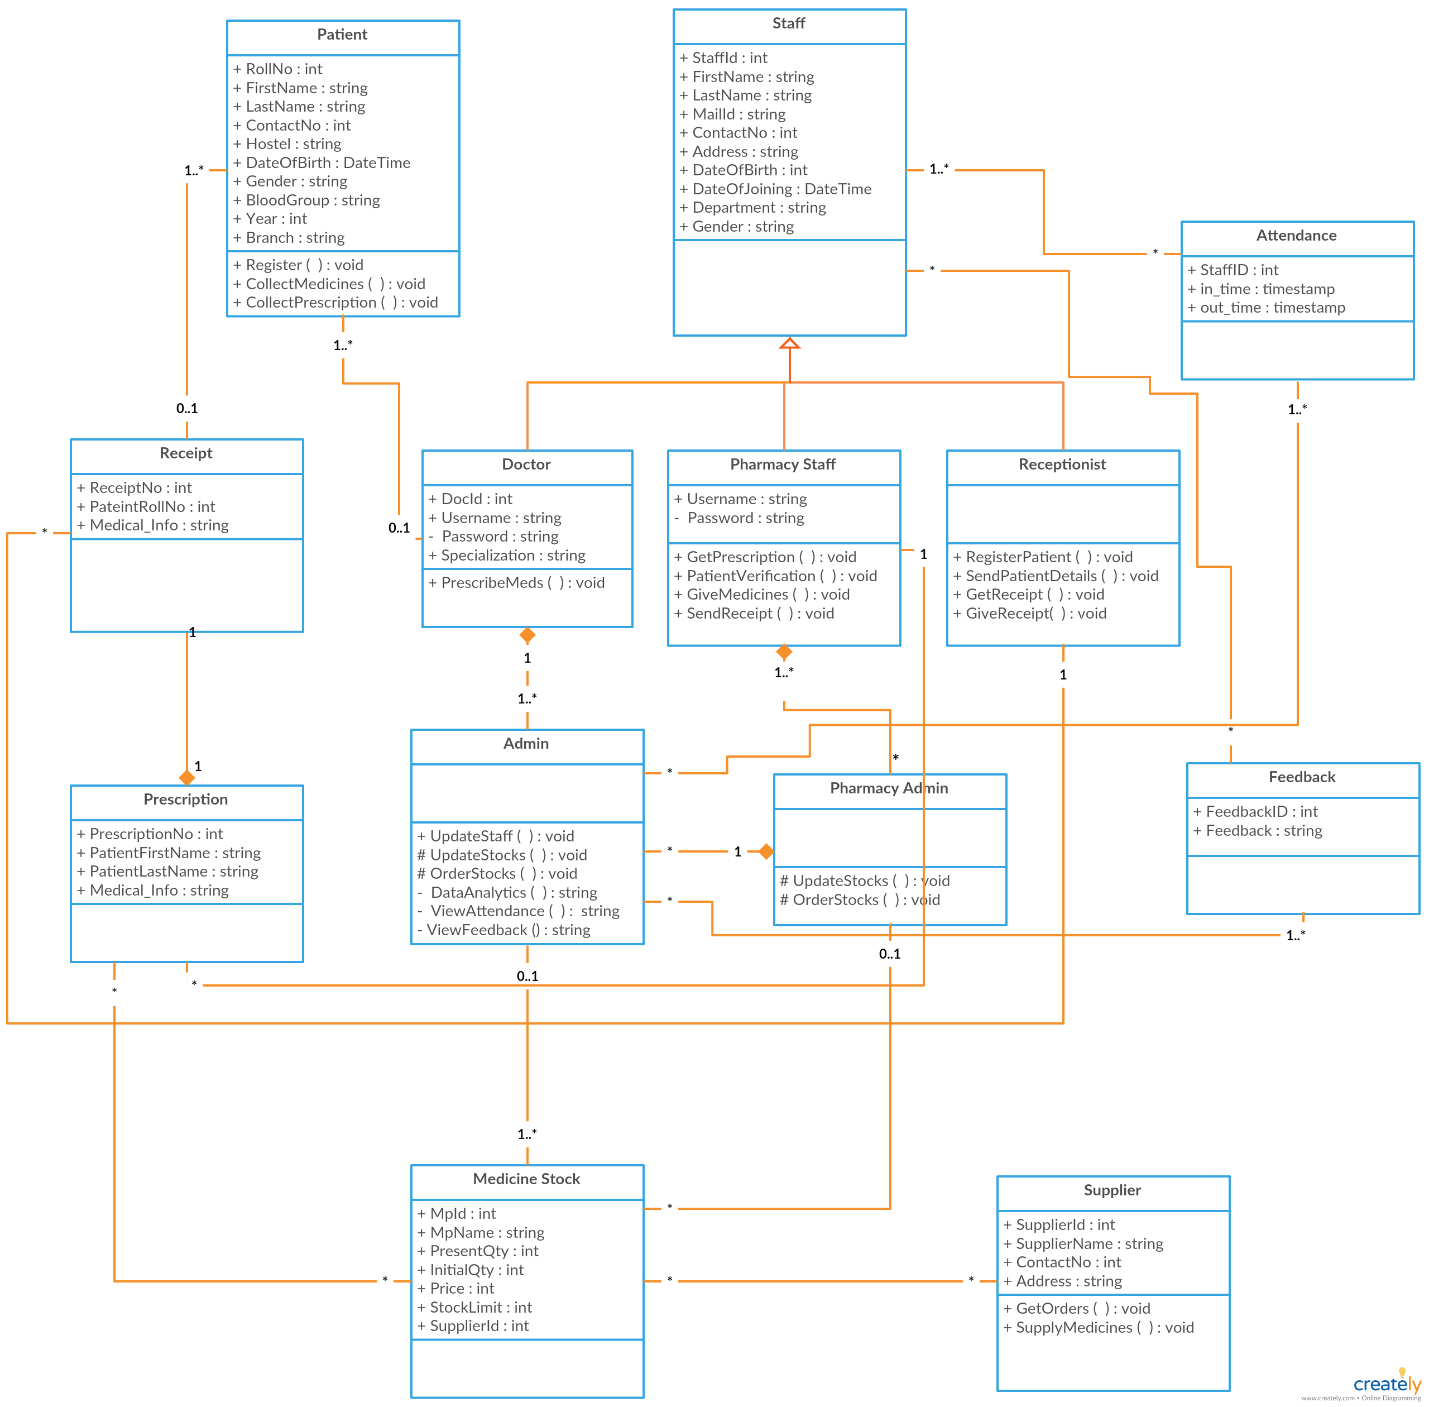 Patient
+ RollNo : int
+ FirstName : string
+ LastName : string
+ ContactNo : int
+ Hostel : string
+ DateOfBirth : DateTime
+ Gender : string
+ BloodGroup : string
+ Year : int
+ Branch : string
+ Register (  ) : void
+ CollectMedicines (  ) : void
+ CollectPrescription (  ) : void
Staff
+ StaffId : int
+ FirstName : string
+ LastName : string
+ MailId : string
+ ContactNo : int
+ Address : string
+ DateOfBirth : int
+ DateOfJoining : DateTime
+ Department : string
+ Gender : string
1..*
1..*
*
*
Attendance
+ StaffID : int
+ in_time : timestamp
+ out_time : timestamp
1..*
1..*
0..1
Receipt
+ ReceiptNo : int
+ PateintRollNo : int
+ Medical_Info : string
*
1
0..1
Doctor
+ DocId : int
+ Username : string
-  Password : string
+ Specialization : string
+ PrescribeMeds (  ) : void
Pharmacy Staff
+ Username : string
-  Password : string
+ GetPrescription (  ) : void
+ PatientVerification (  ) : void
+ GiveMedicines (  ) : void
+ SendReceipt (  ) : void
1
Receptionist
+ RegisterPatient (  ) : void
+ SendPatientDetails (  ) : void
+ GetReceipt (  ) : void
+ GiveReceipt(  ) : void
1
1..*
1
1..*
*
*
1
Prescription
+ PrescriptionNo : int
+ PatientFirstName : string
+ PatientLastName : string
+ Medical_Info : string
*
*
Admin
+ UpdateStaff (  ) : void
# UpdateStocks (  ) : void
# OrderStocks (  ) : void
-  DataAnalytics (  ) : string
-  ViewAttendance (  ) :  string
- ViewFeedback () : string
*
*
1
*
Pharmacy Admin
# UpdateStocks (  ) : void
# OrderStocks (  ) : void
Feedback
+ FeedbackID : int
+ Feedback : string
1..*
0..1
0..1
1..*
Medicine Stock
+ MpId : int
+ MpName : string
+ PresentQty : int
+ InitialQty : int
+ Price : int
+ StockLimit : int
+ SupplierId : int
*
*
*
*
Supplier
+ SupplierId : int
+ SupplierName : string
+ ContactNo : int
+ Address : string
+ GetOrders (  ) : void
+ SupplyMedicines (  ) : void
creately
www.creately.com • Online Diagramming